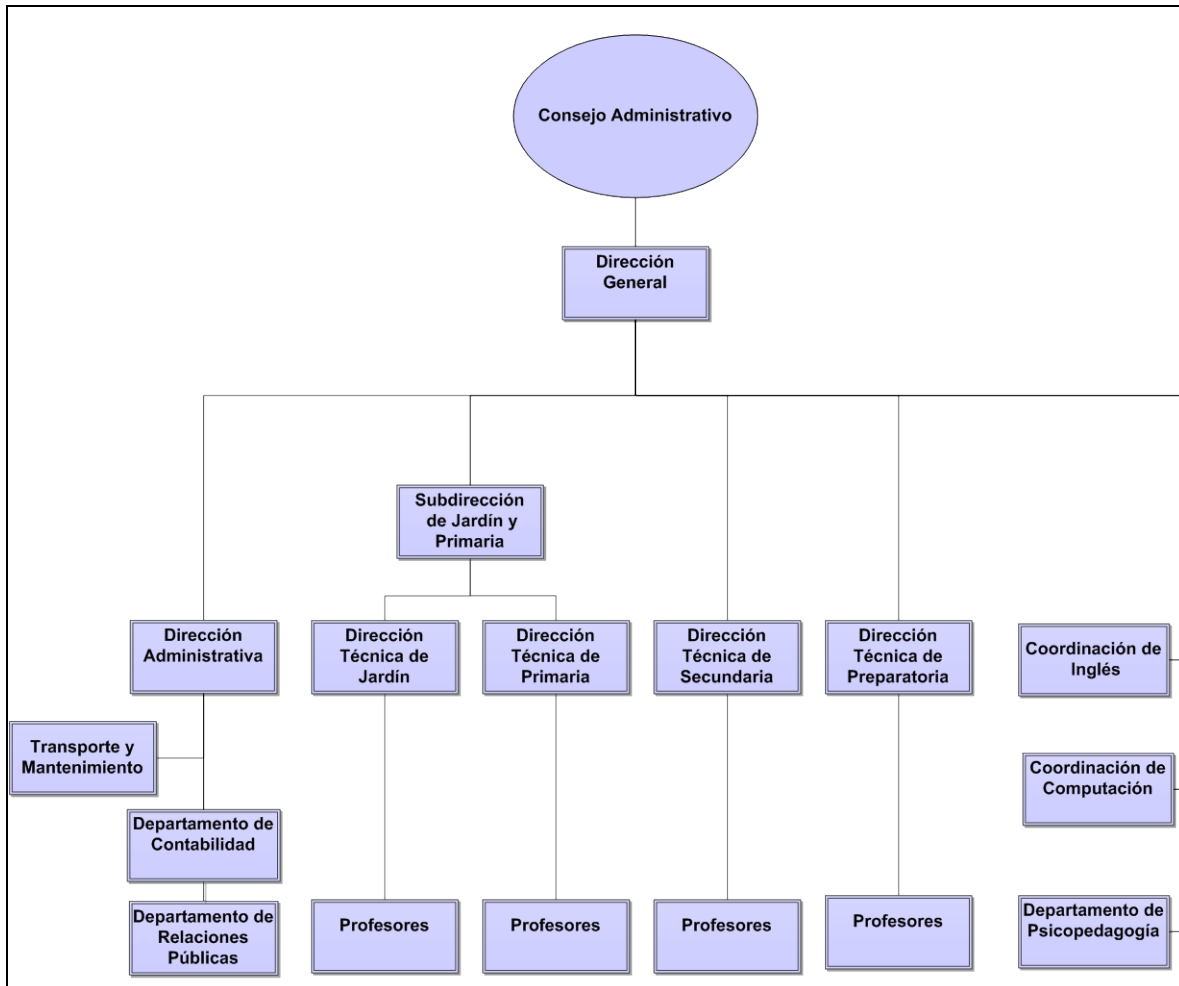 Consejo Administrativo
Dirección
General
Subdirección
de Jardín y
Primaria
Dirección
Administrativa
Dirección
Técnica de
Jardín
Dirección
Técnica de
Primaria
Dirección
Técnica de
Secundaria
Dirección
Técnica de
Preparatoria
Coordinación de
Inglés
Transporte y
Mantenimiento
Coordinación de
Computación
Departamento de
Contabilidad
Departamento de
Relaciones
Públicas
Profesores
Profesores
Profesores
Profesores
Departamento de
Psicopedagogía